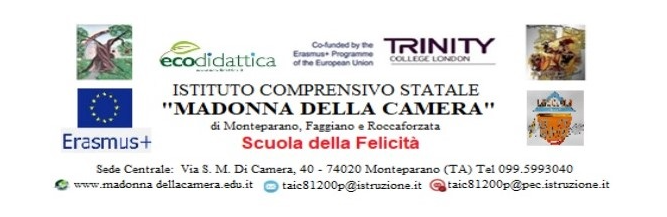 ecodidattica
Co-funded by the
Erasmus+ Programme
of the European Union
TRINITY
COLLEGE LONDON
ISTITUTO COMPRENSIVO STATALE
"MADONNA DELLA CAMERA"
di Monteparano, Faggiano e Roccaforzata
Erasmus+
Scuola della Felicità
Sede Centrale: Via S. M. Di Camera, 40 - 74020 Monteparano (TA) Tel 099.5993040
www.madonna dellacamera.edu.it taic81200p@istruzione.it taic81200p@pec.istruzione.it